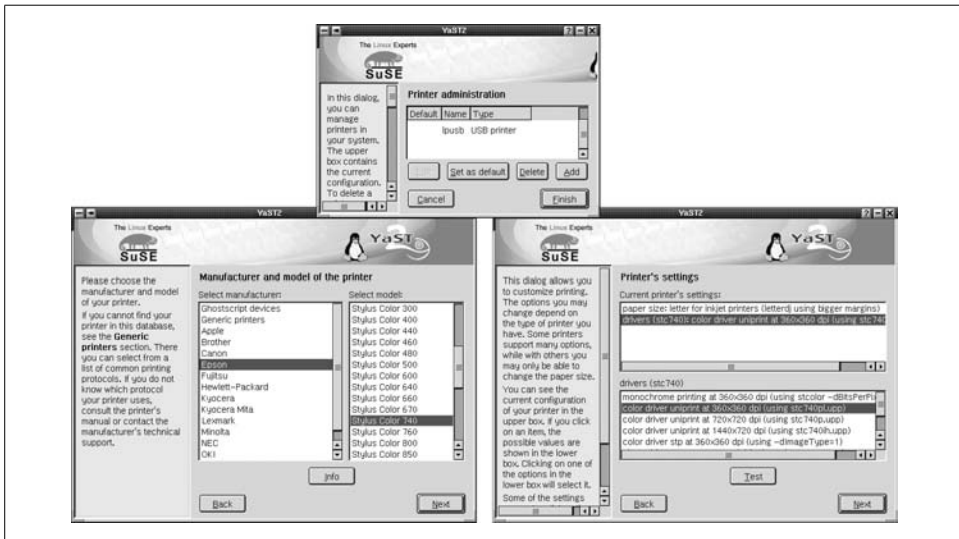 YaST2
The Linux Experts
SuSE
In this dialog,
you can
manage
printers in
your system.
The upper
box contains
the current
configuration.
To delete a
Printer administration
Default Name Type
lpusb USB printer
Set as default Delete Add
Cancel Finish
YaST2
The Linux Experts
SuSE
YaST
Please choose the
manufacturer and model
of your printer.
If you cannot find your
printer in this database,
see the Generic
printers section. There
you can select from a
list of common printing
protocols. If you do not
know which protocol
your printer uses,
consult the printer's
manual or contact the
manufacturer's technical
support.
Manufacturer and model of the printer
Select manufacturer:
Ghostscript devices
Generic printers
Apple
Brother
Canon
Epson
Fujitsu
Hewlett-Packard
Kyocera
Kyocera Mita
Lexmark
Minolta
NEC
OKI
Select model:
Stylus Color 300
Stylus Color 400
Stylus Color 440
Stylus Color 460
Stylus Color 480
Stylus Color 500
Stylus Color 600
Stylus Color 640
Stylus Color 660
Stylus Color 670
Stylus Color 740
Stylus Color 760
Stylus Color 800
Stylus Color 850
Info
Back Next
YaST2
The Linux Experts
SuSE
YaST
This dialog allows you
to customize printing.
The options you may
change depend on
the type of printer you
have. Some printers
support many options,
while with others you
may only be able to
change the paper size.
You can see the
current configuration
of your printer in the
upper box. If you click
on an item, the
possible values are
shown in the lower
box. Clicking on one of
the options in the
lower box will select it.
Some of the settings
Printer's settings
Current printer's settings:
paper size: letter for inkjet printers (letterdj using bigger margins)
drivers (stc740): color driver uniprint at 360x360 dpi (using stc740
drivers (stc740)
monochrome printing at 360x360 dpi (using stcolor -dBitsPerPi
color driver uniprint at 360x360 dpi (using stc740pl.upp)
color driver uniprint at 720x720 dpi (using stc740p.upp)
color driver uniprint at 1440x720 dpi (using stc740ih.upp)
color driver stp at 360x360 dpi (using -dImageType=1)
Test
Back Next